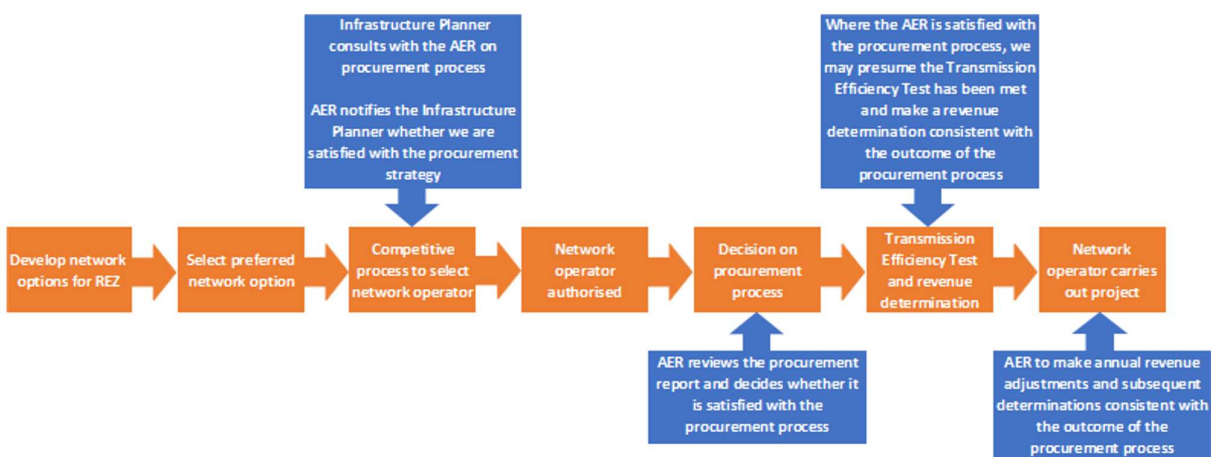 Infrastructure Planner
consults with the AER on
procurement process
AER notifies the Infrastructure
Planner whether we are
satisfied with the procurement
strategy
Where the AER is satisfied with
the procurement process, we
may presume the Transmission
Efficiency Test has been met
and make a revenue
determination consistent with
the outcome of the
procurement process
Develop network
options for REZ
Select preferred
network option
Competitive
process to select
network operator
Network
operator
authorised
Decision on
procurement
process
Transmission
Efficiency Test
and revenue
determination
Network
operator carries
out project
AER reviews the procurement
report and decides whether it
is satisfied with the
procurement process
AER to make annual revenue
adjustments and subsequent
determinations consistent with
the outcome of the
procurement process